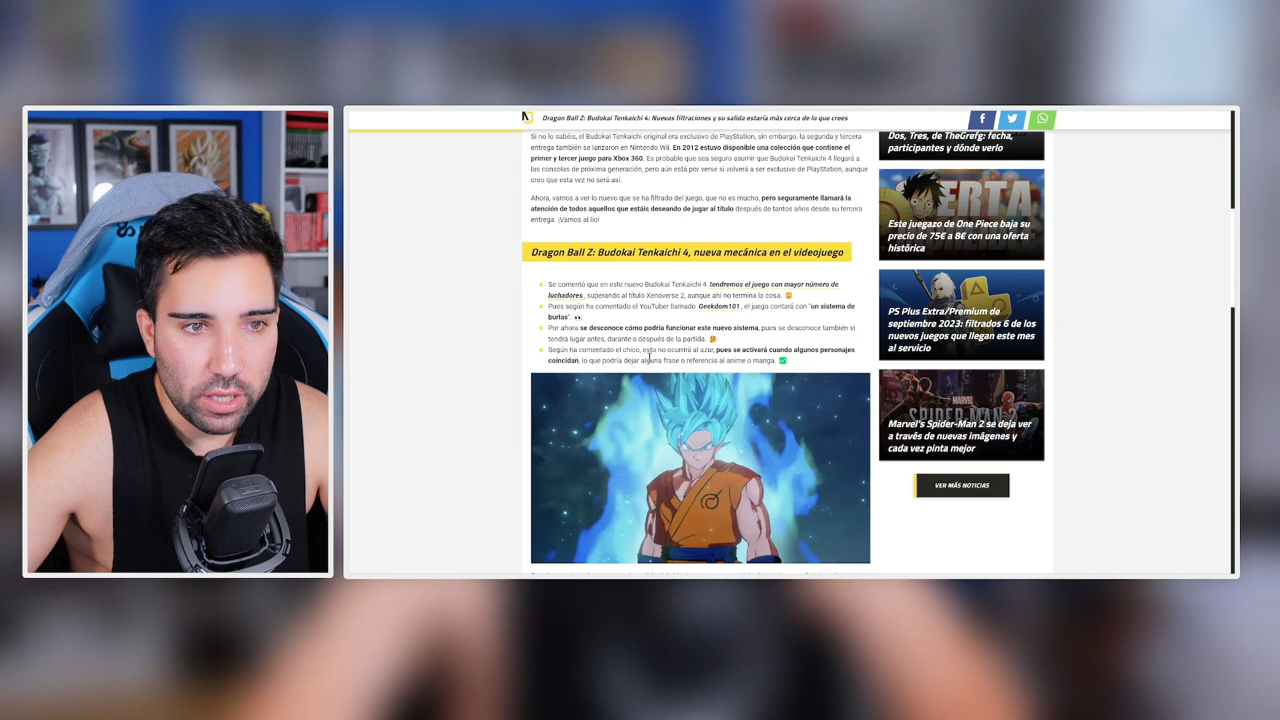 Dragon Ball Z: Budokai Tenkaichi 4: Nuevas filtraciones y su salida estaría más cerca de lo que crees
Si no lo sabéis, el Budokai Tenkaichi original era exclusivo de PlayStation, sin embargo, la segunda y tercera
entrega también se lanzaron en Nintendo Wii. En 2012 estuvo disponible una colección que contiene el
primer y tercer juego para Xbox 360. Es probable que sea seguro asumir que Budokai Tenkaichi 4 llegará a
las consolas de próxima generación, pero aún está por verse si volverá a ser exclusivo de PlayStation, aunque
creo que esta vez no será así.
Ahora, vamos a ver lo nuevo que se ha filtrado del juego, que no es mucho, pero seguramente llamará la
atención de todos aquellos que estáis deseando de jugar al título después de tantos años desde su tercera
entrega. ¡Vamos al lío!
Dragon Ball Z: Budokai Tenkaichi 4, nueva mecánica en el videojuego
Se comentó que en este nuevo Budokai Tenkaichi 4 tendremos el juego con mayor número de
luchadores, superando al título Xenoverse 2, aunque ahí no termina la cosa.
Pues según ha comentado el YouTuber llamado Geekdom101, el juego contará con "un sistema de
burlas".
Por ahora se desconoce cómo podría funcionar este nuevo sistema, pues se desconoce también si
tendrá lugar antes, durante o después de la partida.
Según ha comentado el chico, esto no ocurrirá al azar, pues se activará cuando algunos personajes
coincidan, lo que podría dejar alguna frase o referencia al anime o manga.
Dos, Tres, de TheGrefg: fecha,
participantes y dónde verlo
ERTA
Este juegazo de One Piece baja su
precio de 75€ a 8€ con una oferta
histórica
PS Plus Extra/Premium de
septiembre 2023: filtrados 6 de los
nuevos juegos que llegan este mes
al servicio
MARVEL
SPIDER-MAN 2
Marvel's Spider-Man 2 se deja ver
a través de nuevas imágenes y
cada vez pinta mejor
VER MÁS NOTICIAS